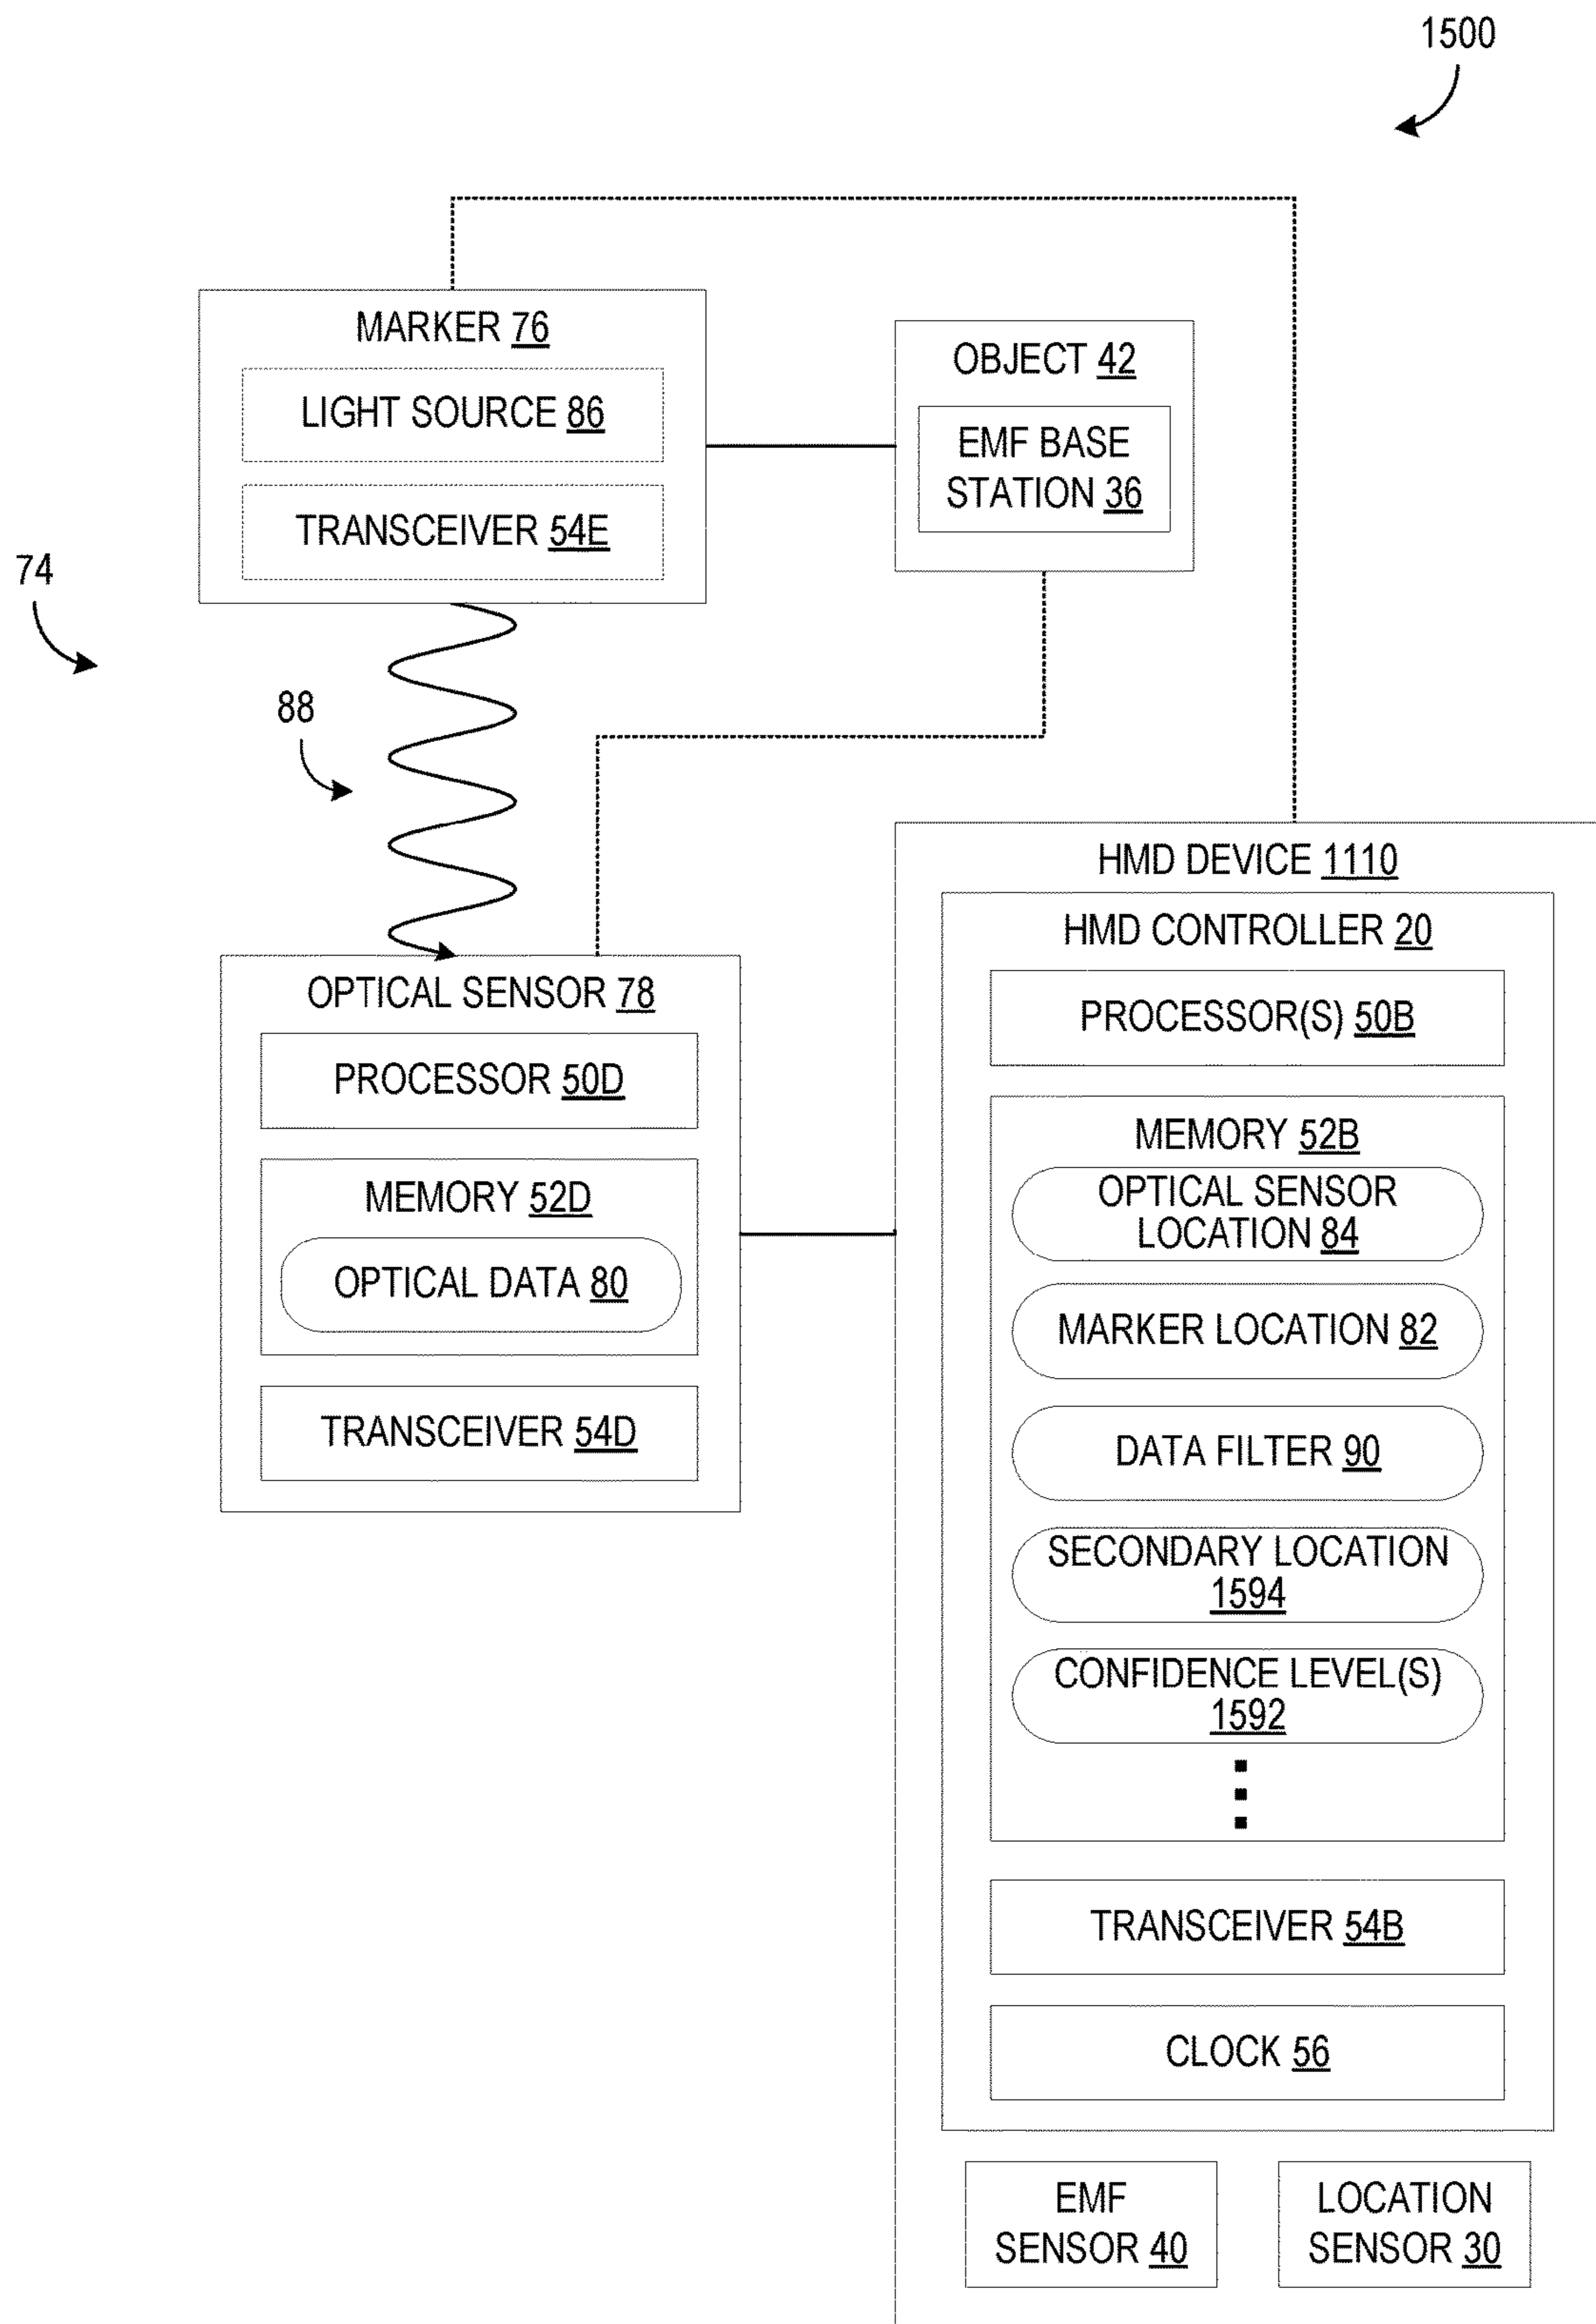 1500
MARKER 76
LIGHT SOURCE 86
TRANSCEIVER 54E
OBJECT 42
EMF BASE
STATION 36
74
88
OPTICAL SENSOR 78
PROCESSOR 50D
MEMORY 52D
OPTICAL DATA 80
TRANSCEIVER 54D
HMD DEVICE 1110
HMD CONTROLLER 20
PROCESSOR(S) 50B
MEMORY 52B
OPTICAL SENSOR
LOCATION 84
MARKER LOCATION 82
DATA FILTER 90
SECONDARY LOCATION
1594
CONFIDENCE LEVEL(S)
1592
TRANSCEIVER 54B
CLOCK 56
EMF
SENSOR 40
LOCATION
SENSOR 30